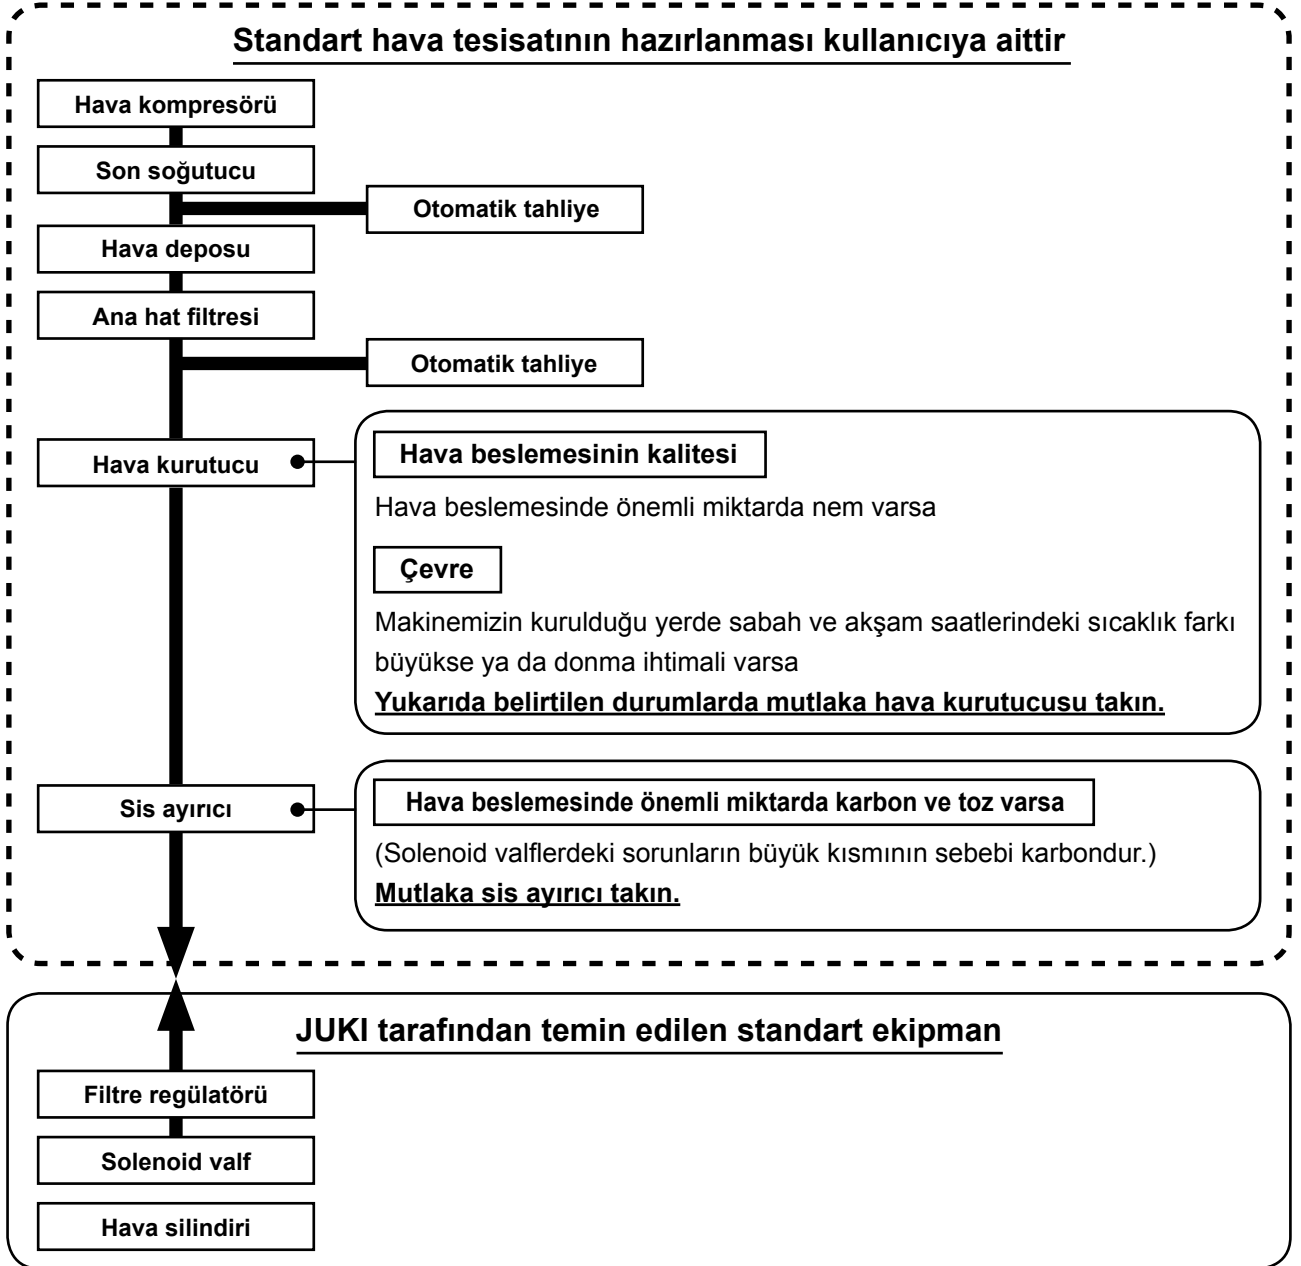 Standart hava tesisatının hazırlanması kullanıcıya aittir
Hava kompresörü
Son soğutucu
Otomatik tahliye
Hava deposu
Ana hat filtresi
Otomatik tahliye
Hava kurutucu
Hava beslemesinin kalitesi
Hava beslemesinde önemli miktarda nem varsa
Çevre
Makinemizin kurulduğu yerde sabah ve akşam saatlerindeki sıcaklık farkı
büyükse ya da donma ihtimali varsa
Yukarıda belirtilen durumlarda mutlaka hava kurutucusu takın.
Sis ayırıcı
Hava beslemesinde önemli miktarda karbon ve toz varsa
(Solenoid valflerdeki sorunların büyük kısmının sebebi karbondur.)
Mutlaka sis ayırıcı takın.
JUKI tarafından temin edilen standart ekipman
Filtre regülatörü
Solenoid valf
Hava silindiri